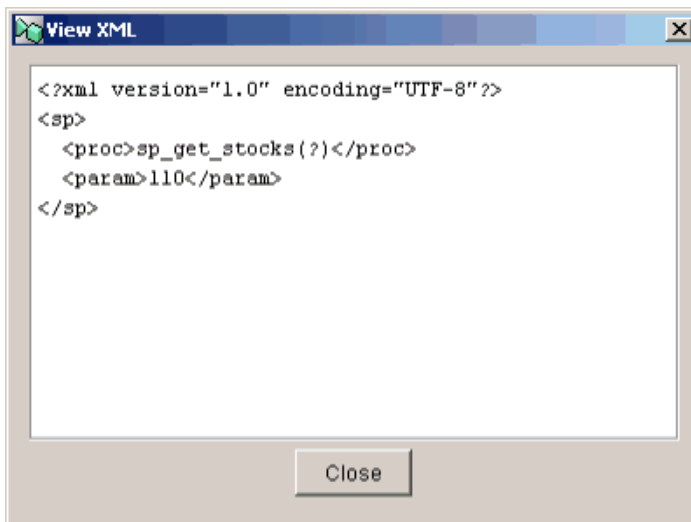 View XML
<?xml version="1.0" encoding="UTF-8"?>
<sp>
  <proc>sp_get_stocks(?)</proc>
  <param>110</param>
</sp>
Close